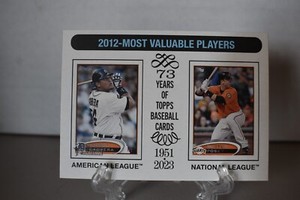 2012-MOST VALUABLE PLAYERS
73
YEARS
OF
TOPPS
BASEBALL
CARDS
1951
2023
AMERICAN LEAGUE
NATIONAL LEAGUE